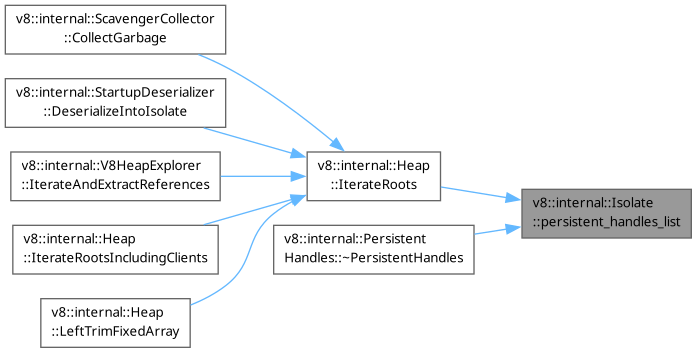 v8::internal::ScavengerCollector
::CollectGarbage
v8::internal::StartupDeserializer
::DeserializeIntoIsolate
v8::internal::V8HeapExplorer
::IterateAndExtractReferences
v8::internal::Heap
::IterateRootsIncludingClients
v8::internal::Heap
::LeftTrimFixedArray
v8::internal::Heap
::IterateRoots
v8::internal::Persistent
Handles::~PersistentHandles
v8::internal::Isolate
::persistent_handles_list